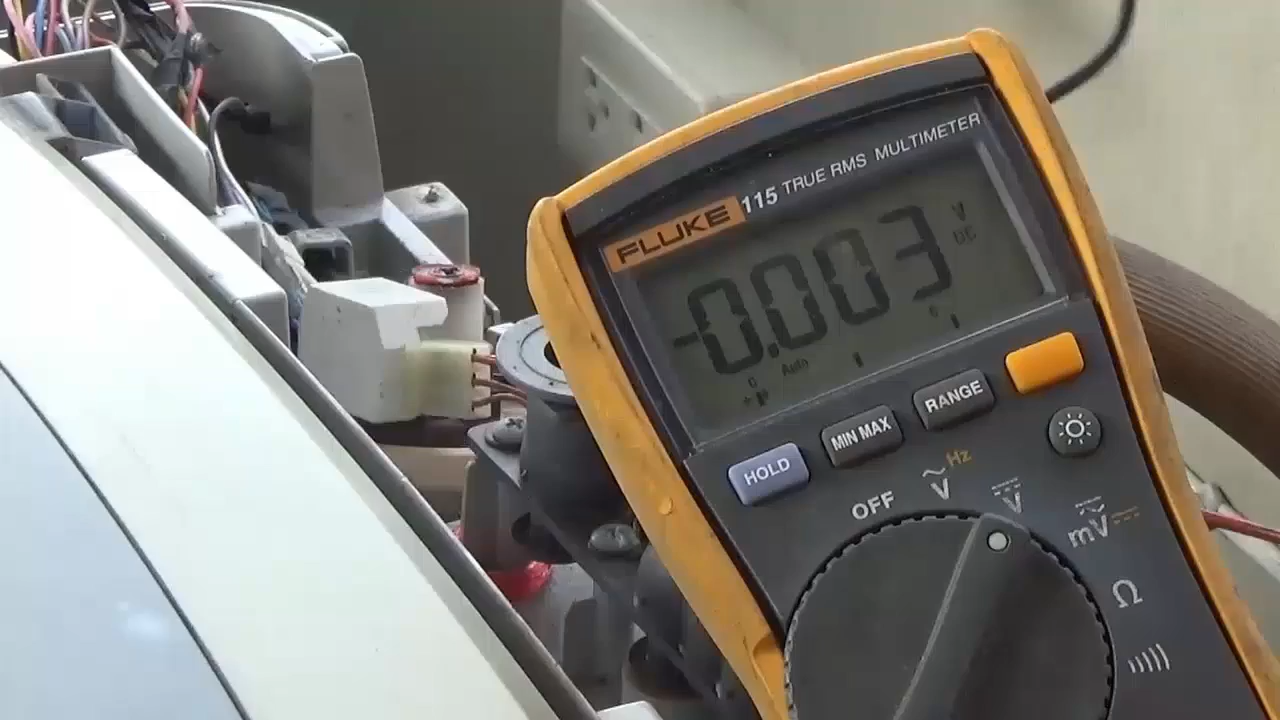 FLUKE 115 TRUE RMS MULTIMETER
-0.003 V DC
Auto
HOLD MIN MAX RANGE
OFF V Hz V mV
Ω